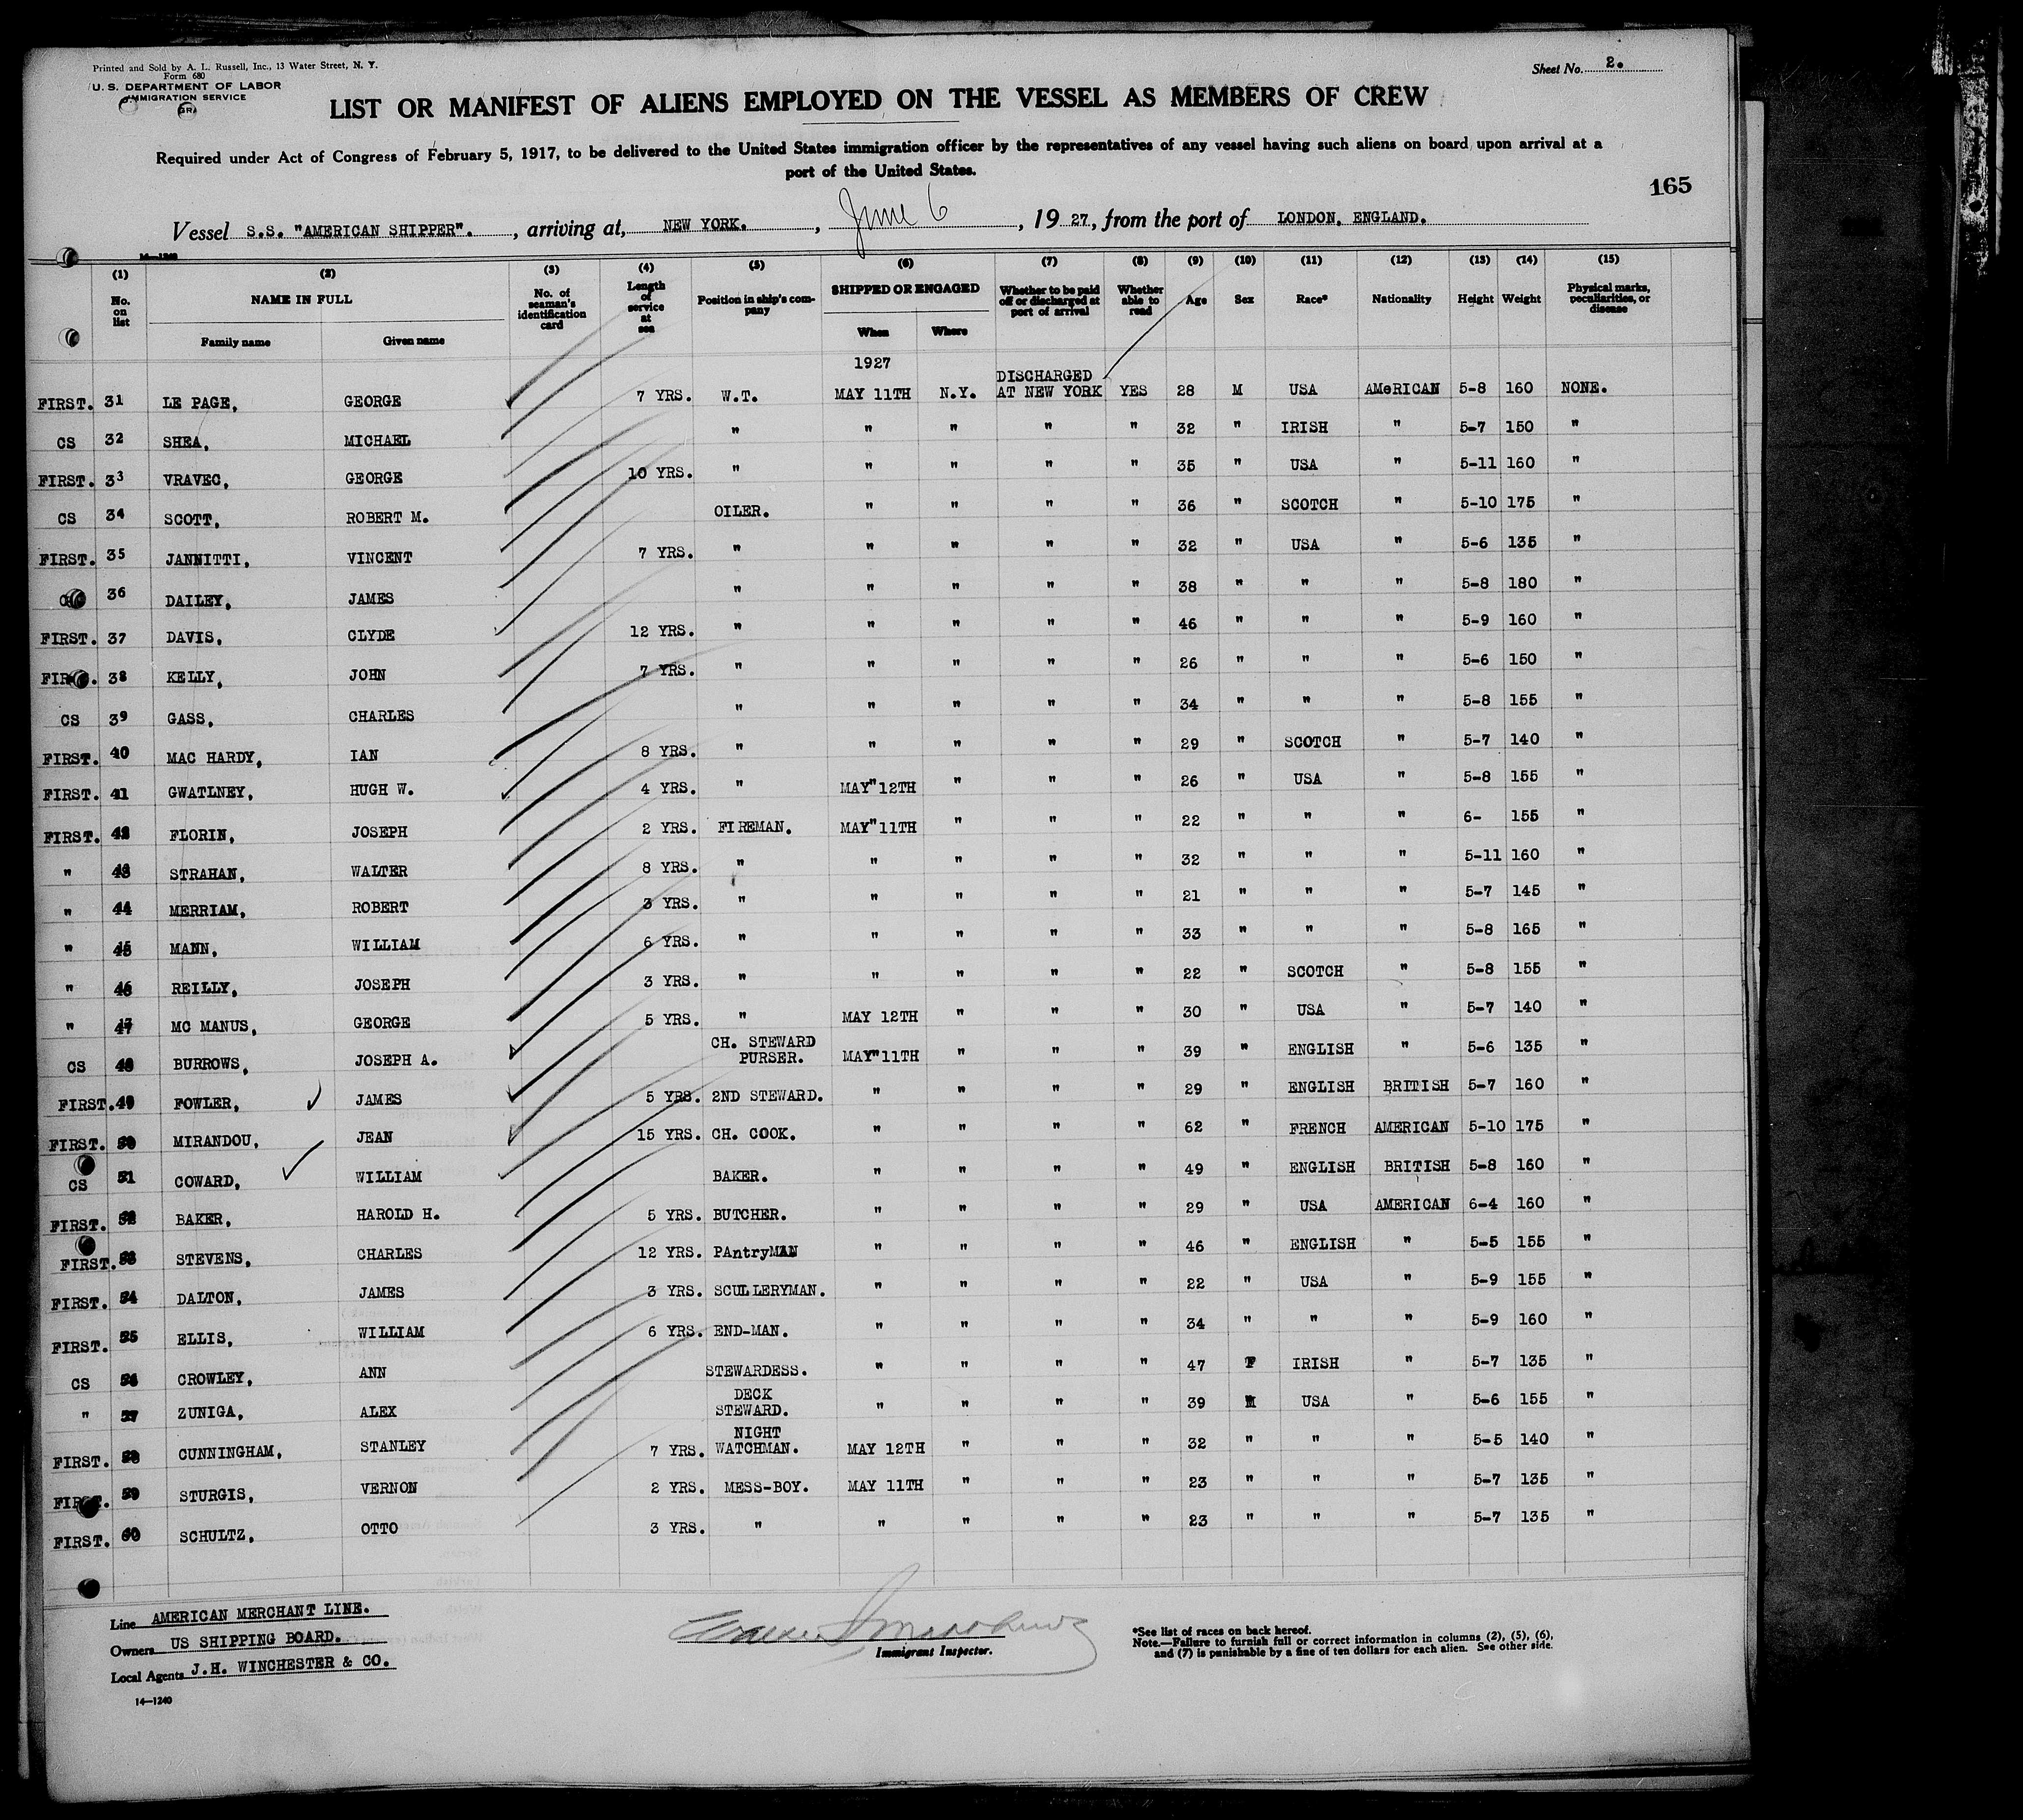 Printed and Sold by A. L. Russell, Inc., 13 Water Street, N. Y.
Form 680
U. S. DEPARTMENT OF LABOR
IMMIGRATION SERVICE
Sheet No. 2.
LIST OR MANIFEST OF ALIENS EMPLOYED ON THE VESSEL AS MEMBERS OF CREW
Required under Act of Congress of February 5, 1917, to be delivered to the United States immigration officer by the representatives of any vessel having such aliens on board upon arrival at a
port of the United States.
165
Vessel S.S. "AMERICAN SHIPPER"., arriving at, NEW YORK., June 6, 1927, from the port of LONDON, ENGLAND.
14—1240
(1) (2) (3) (4) (5) (6) (7) (8) (9) (10) (11) (12) (13) (14) (15)
No. on list NAME IN FULL Family name Given name No. of seaman's identification card Length of service at sea Position in ship's company SHIPPED OR ENGAGED When Where Whether to be paid off or discharged at port of arrival Whether able to read Age Sex Race* Nationality Height Weight Physical marks, peculiarities, or disease
1927
FIRST. 31 LE PAGE, GEORGE 7 YRS. W.T. MAY 11TH N.Y. DISCHARGED AT NEW YORK YES 28 M USA AMeRICAN 5-8 160 NONE.
CS 32 SHEA, MICHAEL " " " " " 32 " IRISH " 5-7 150 "
FIRST. 33 VRAVEC, GEORGE 10 YRS. " " " " " 35 " USA " 5-11 160 "
CS 34 SCOTT, ROBERT M. OILER. " " " " 36 " SCOTCH " 5-10 175 "
FIRST. 35 JANNITTI, VINCENT 7 YRS. " " " " " 32 " USA " 5-6 135 "
36 DAILEY, JAMES " " " " " 38 " " " 5-8 180 "
FIRST. 37 DAVIS, CLYDE 12 YRS. " " " " " 46 " " " 5-9 160 "
FIRST. 38 KELLY, JOHN 7 YRS. " " " " " 26 " " " 5-6 150 "
CS 39 GASS, CHARLES " " " " " 34 " " " 5-8 155 "
FIRST. 40 MAC HARDY, IAN 8 YRS. " " " " " 29 " SCOTCH " 5-7 140 "
FIRST. 41 GWATLNEY, HUGH W. 4 YRS. " MAY"12TH " " " 26 " USA " 5-8 155 "
FIRST. 42 FLORIN, JOSEPH 2 YRS. FIREMAN. MAY"11TH " " " 22 " " " 6- 155 "
" 43 STRAHAN, WALTER 8 YRS. " " " " " 32 " " " 5-11 160 "
" 44 MERRIAM, ROBERT 3 YRS. " " " " " 21 " " " 5-7 145 "
" 45 MANN, WILLIAM 6 YRS. " " " " " 33 " " " 5-8 165 "
" 46 REILLY, JOSEPH 3 YRS. " " " " " 22 " SCOTCH " 5-8 155 "
" 47 MC MANUS, GEORGE 5 YRS. " MAY 12TH " " " 30 " USA " 5-7 140 "
CS 48 BURROWS, JOSEPH A. CH. STEWARD PURSER. MAY"11TH " " " 39 " ENGLISH " 5-6 135 "
FIRST. 49 FOWLER, JAMES 5 YRS. 2ND STEWARD. " " " " 29 " ENGLISH BRITISH 5-7 160 "
FIRST. 50 MIRANDOU, JEAN 15 YRS. CH. COOK. " " " " 62 " FRENCH AMERICAN 5-10 175 "
CS 51 COWARD, WILLIAM BAKER. " " " " 49 " ENGLISH BRITISH 5-8 160 "
FIRST. 52 BAKER, HAROLD H. 5 YRS. BUTCHER. " " " " 29 " USA AMERICAN 6-4 160 "
FIRST. 53 STEVENS, CHARLES 12 YRS. PAntryMAN " " " " 46 " ENGLISH " 5-5 155 "
FIRST. 54 DALTON, JAMES 3 YRS. SCULLERYMAN. " " " " 22 " USA " 5-9 155 "
FIRST. 55 ELLIS, WILLIAM 6 YRS. END-MAN. " " " " 34 " " " 5-9 160 "
CS 56 CROWLEY, ANN STEWARDESS. " " " " 47 F IRISH " 5-7 135 "
" 57 ZUNIGA, ALEX DECK STEWARD. " " " " 39 M USA " 5-6 155 "
FIRST. 58 CUNNINGHAM, STANLEY 7 YRS. NIGHT WATCHMAN. MAY 12TH " " " 32 " " " 5-5 140 "
FIRST. 59 STURGIS, VERNON 2 YRS. MESS-BOY. MAY 11TH " " " 23 " " " 5-7 135 "
FIRST. 60 SCHULTZ, OTTO 3 YRS. " " " " " 23 " " " 5-7 135 "
Line AMERICAN MERCHANT LINE.
Owners US SHIPPING BOARD.
Local Agents J.H. WINCHESTER & CO.
14—1240
Immigrant Inspector.
*See list of races on back hereof.
Note.—Failure to furnish full or correct information in columns (2), (5), (6),
and (7) is punishable by a fine of ten dollars for each alien. See other side.